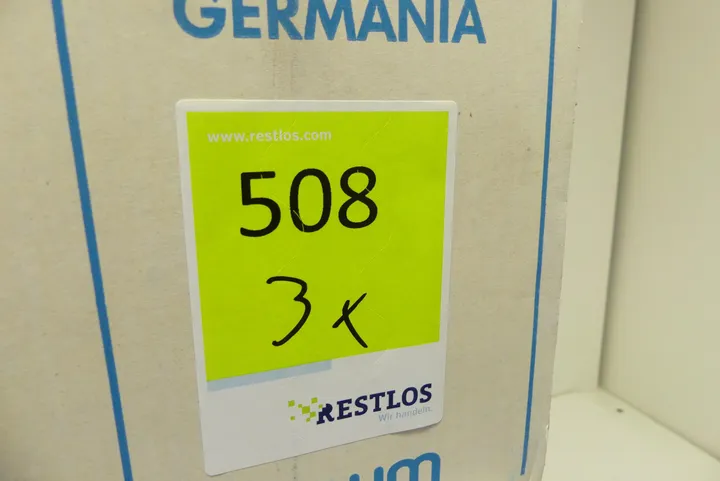 GERMANIA
www.restlos.com
508
3x
RESTLOS
Wir handeln.